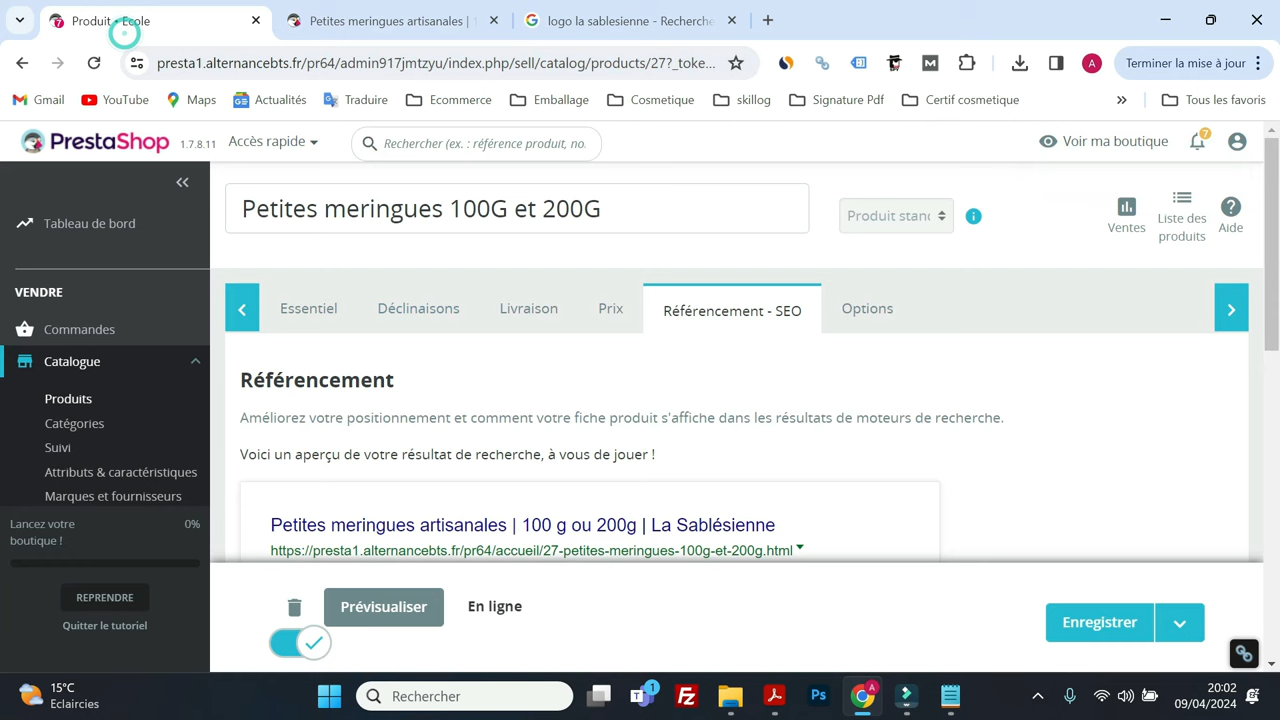 Produit • Ecole
Petites meringues artisanales |
logo la sablesienne - Recherche
presta1.alternancebts.fr/pr64/admin917jmtzyu/index.php/sell/catalog/products/27?_toke...
A
Terminer la mise à jour
Gmail
YouTube
Maps
Actualités
Traduire
Ecommerce
Emballage
Cosmetique
skillog
Signature Pdf
Certif cosmetique
»
Tous les favoris
PrestaShop
1.7.8.11
Accès rapide
Rechercher (ex. : référence produit, no.
Voir ma boutique
7
Tableau de bord
VENDRE
Commandes
Catalogue
Produits
Catégories
Suivi
Attributs & caractéristiques
Marques et fournisseurs
Lancez votre boutique !
0%
REPRENDRE
Quitter le tutoriel
Petites meringues 100G et 200G
Produit stand
Ventes
Liste des
produits
Aide
Essentiel
Déclinaisons
Livraison
Prix
Référencement - SEO
Options
Référencement
Améliorez votre positionnement et comment votre fiche produit s'affiche dans les résultats de moteurs de recherche.
Voici un aperçu de votre résultat de recherche, à vous de jouer !
Petites meringues artisanales | 100 g ou 200g | La Sablésienne
https://presta1.alternancebts.fr/pr64/accueil/27-petites-meringues-100g-et-200g.html
Prévisualiser
En ligne
Enregistrer
15°C
Eclaircies
Rechercher
1
Ps
A
20:02
09/04/2024